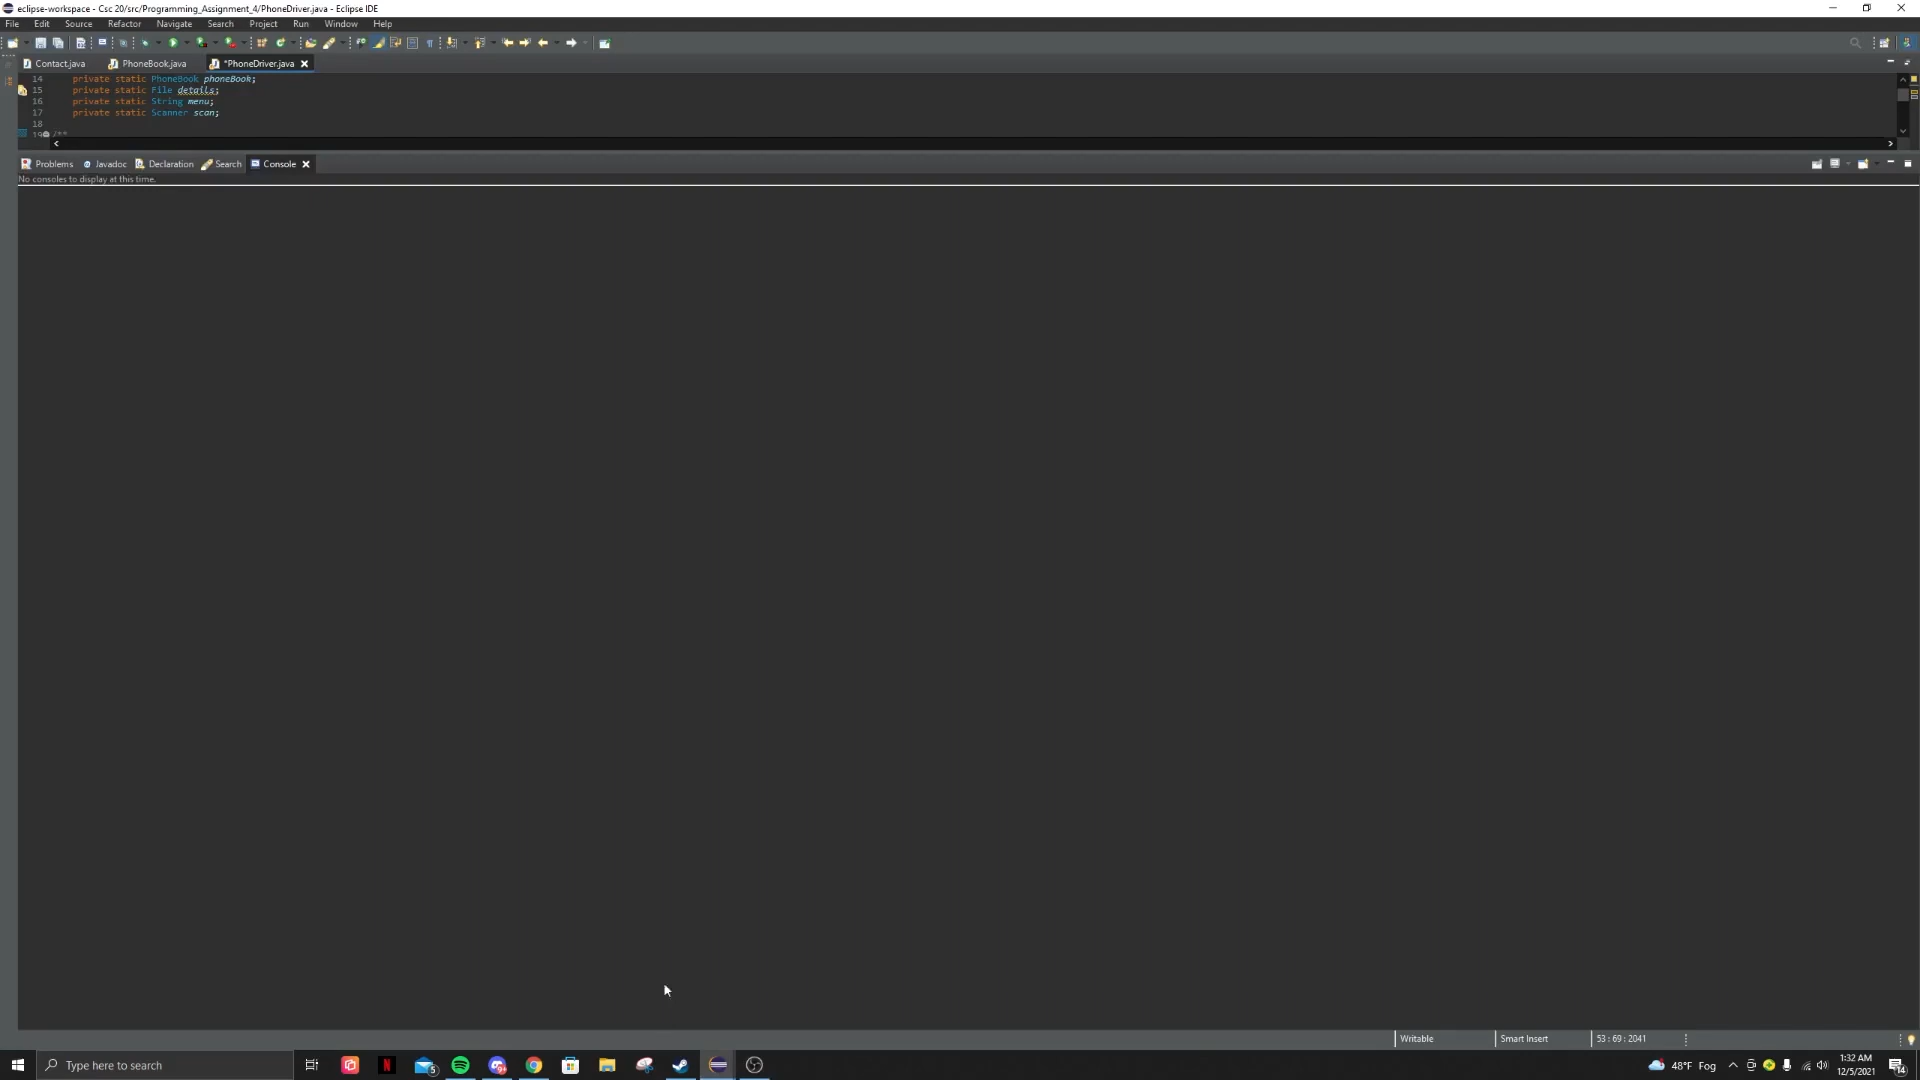 eclipse-workspace - Csc 20/src/Programming_Assignment_4/PhoneDriver.java - Eclipse IDE
File Edit Source Refactor Navigate Search Project Run Window Help
Contact.java PhoneBook.java *PhoneDriver.java
14 private static PhoneBook phoneBook;
15 private static File details;
16 private static String menu;
17 private static Scanner scan;
18
19 /**
Problems Javadoc Declaration Search Console
No consoles to display at this time.
Writable Smart Insert 53 : 69 : 2041
Type here to search 5 9+ 48°F Fog 1:32 AM
12/5/2021 14